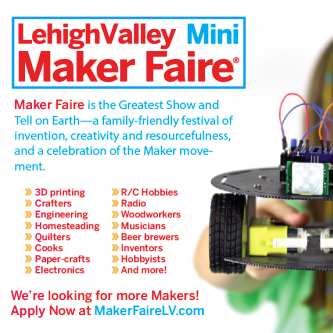 LehighValley Mini
Maker Faire®
Maker Faire is the Greatest Show and
Tell on Earth—a family-friendly festival of
invention, creativity and resourcefulness,
and a celebration of the Maker move-
ment.
» 3D printing
» Crafters
» Engineering
» Homesteading
» Quilters
» Cooks
» Paper-crafts
» Electronics
» R/C Hobbies
» Radio
» Woodworkers
» Musicians
» Beer brewers
» Inventors
» Hobbyists
» And more!
We're looking for more Makers!
Apply Now at MakerFaireLV.com